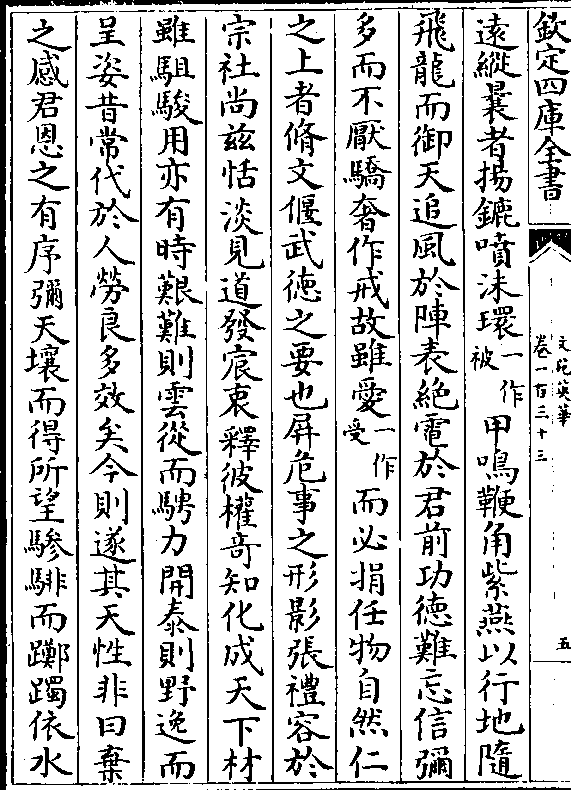 欽定四庫全書
文苑英華
卷一百三十三
五
遠縱曩者揚鑣噴沫環一作被甲鳴鞭角紫燕以行地隨
飛龍而御天追風於陣表絶電於君前功徳難忘信彌
多而不厭驕奢作戒故雖愛一作受而必捐任物自然仁
之上者脩文偃武徳之要也屏危事之形影張禮容於
宗社尚兹恬淡見道發宸衷釋彼權竒知化成天下材
雖駔駿用亦有時艱難則雲從而騁力開泰則野逸而
呈姿昔常代於人勞良多效矣今則遂其天性非曰棄
之感君恩之有序彌天壤而得所望驂騑而躑躅依水